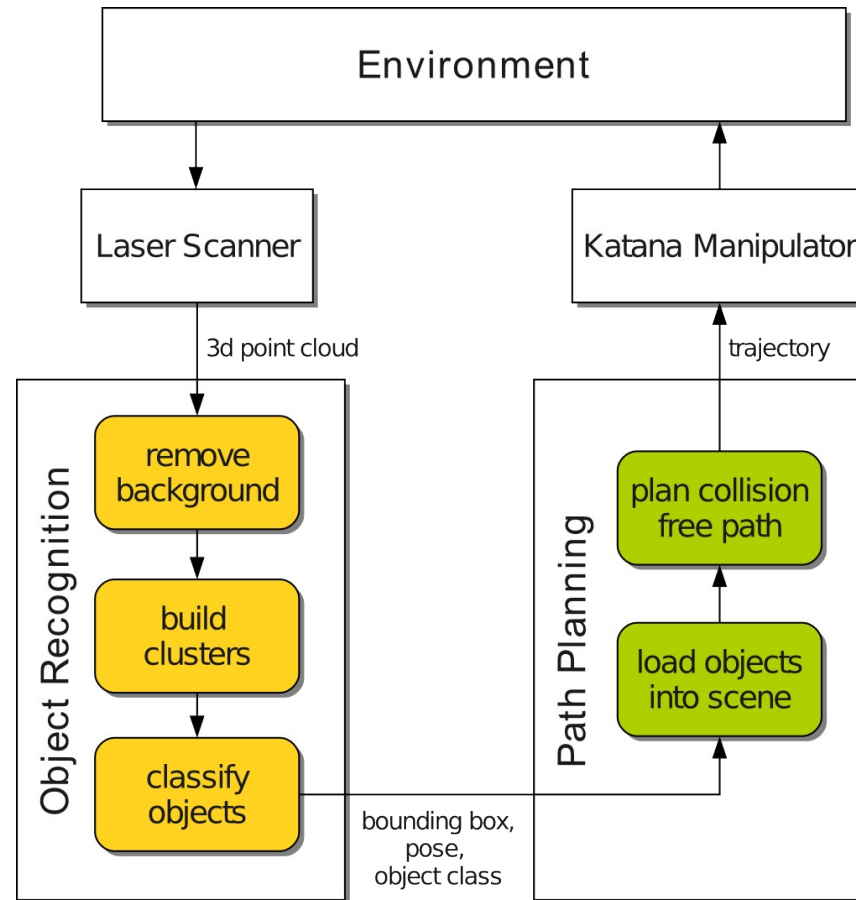 Environment
Laser Scanner
Katana Manipulator
3d point cloud
trajectory
Object Recognition
remove
background
build
clusters
classify
objects
bounding box,
pose,
object class
Path Planning
plan collision
free path
load objects
into scene